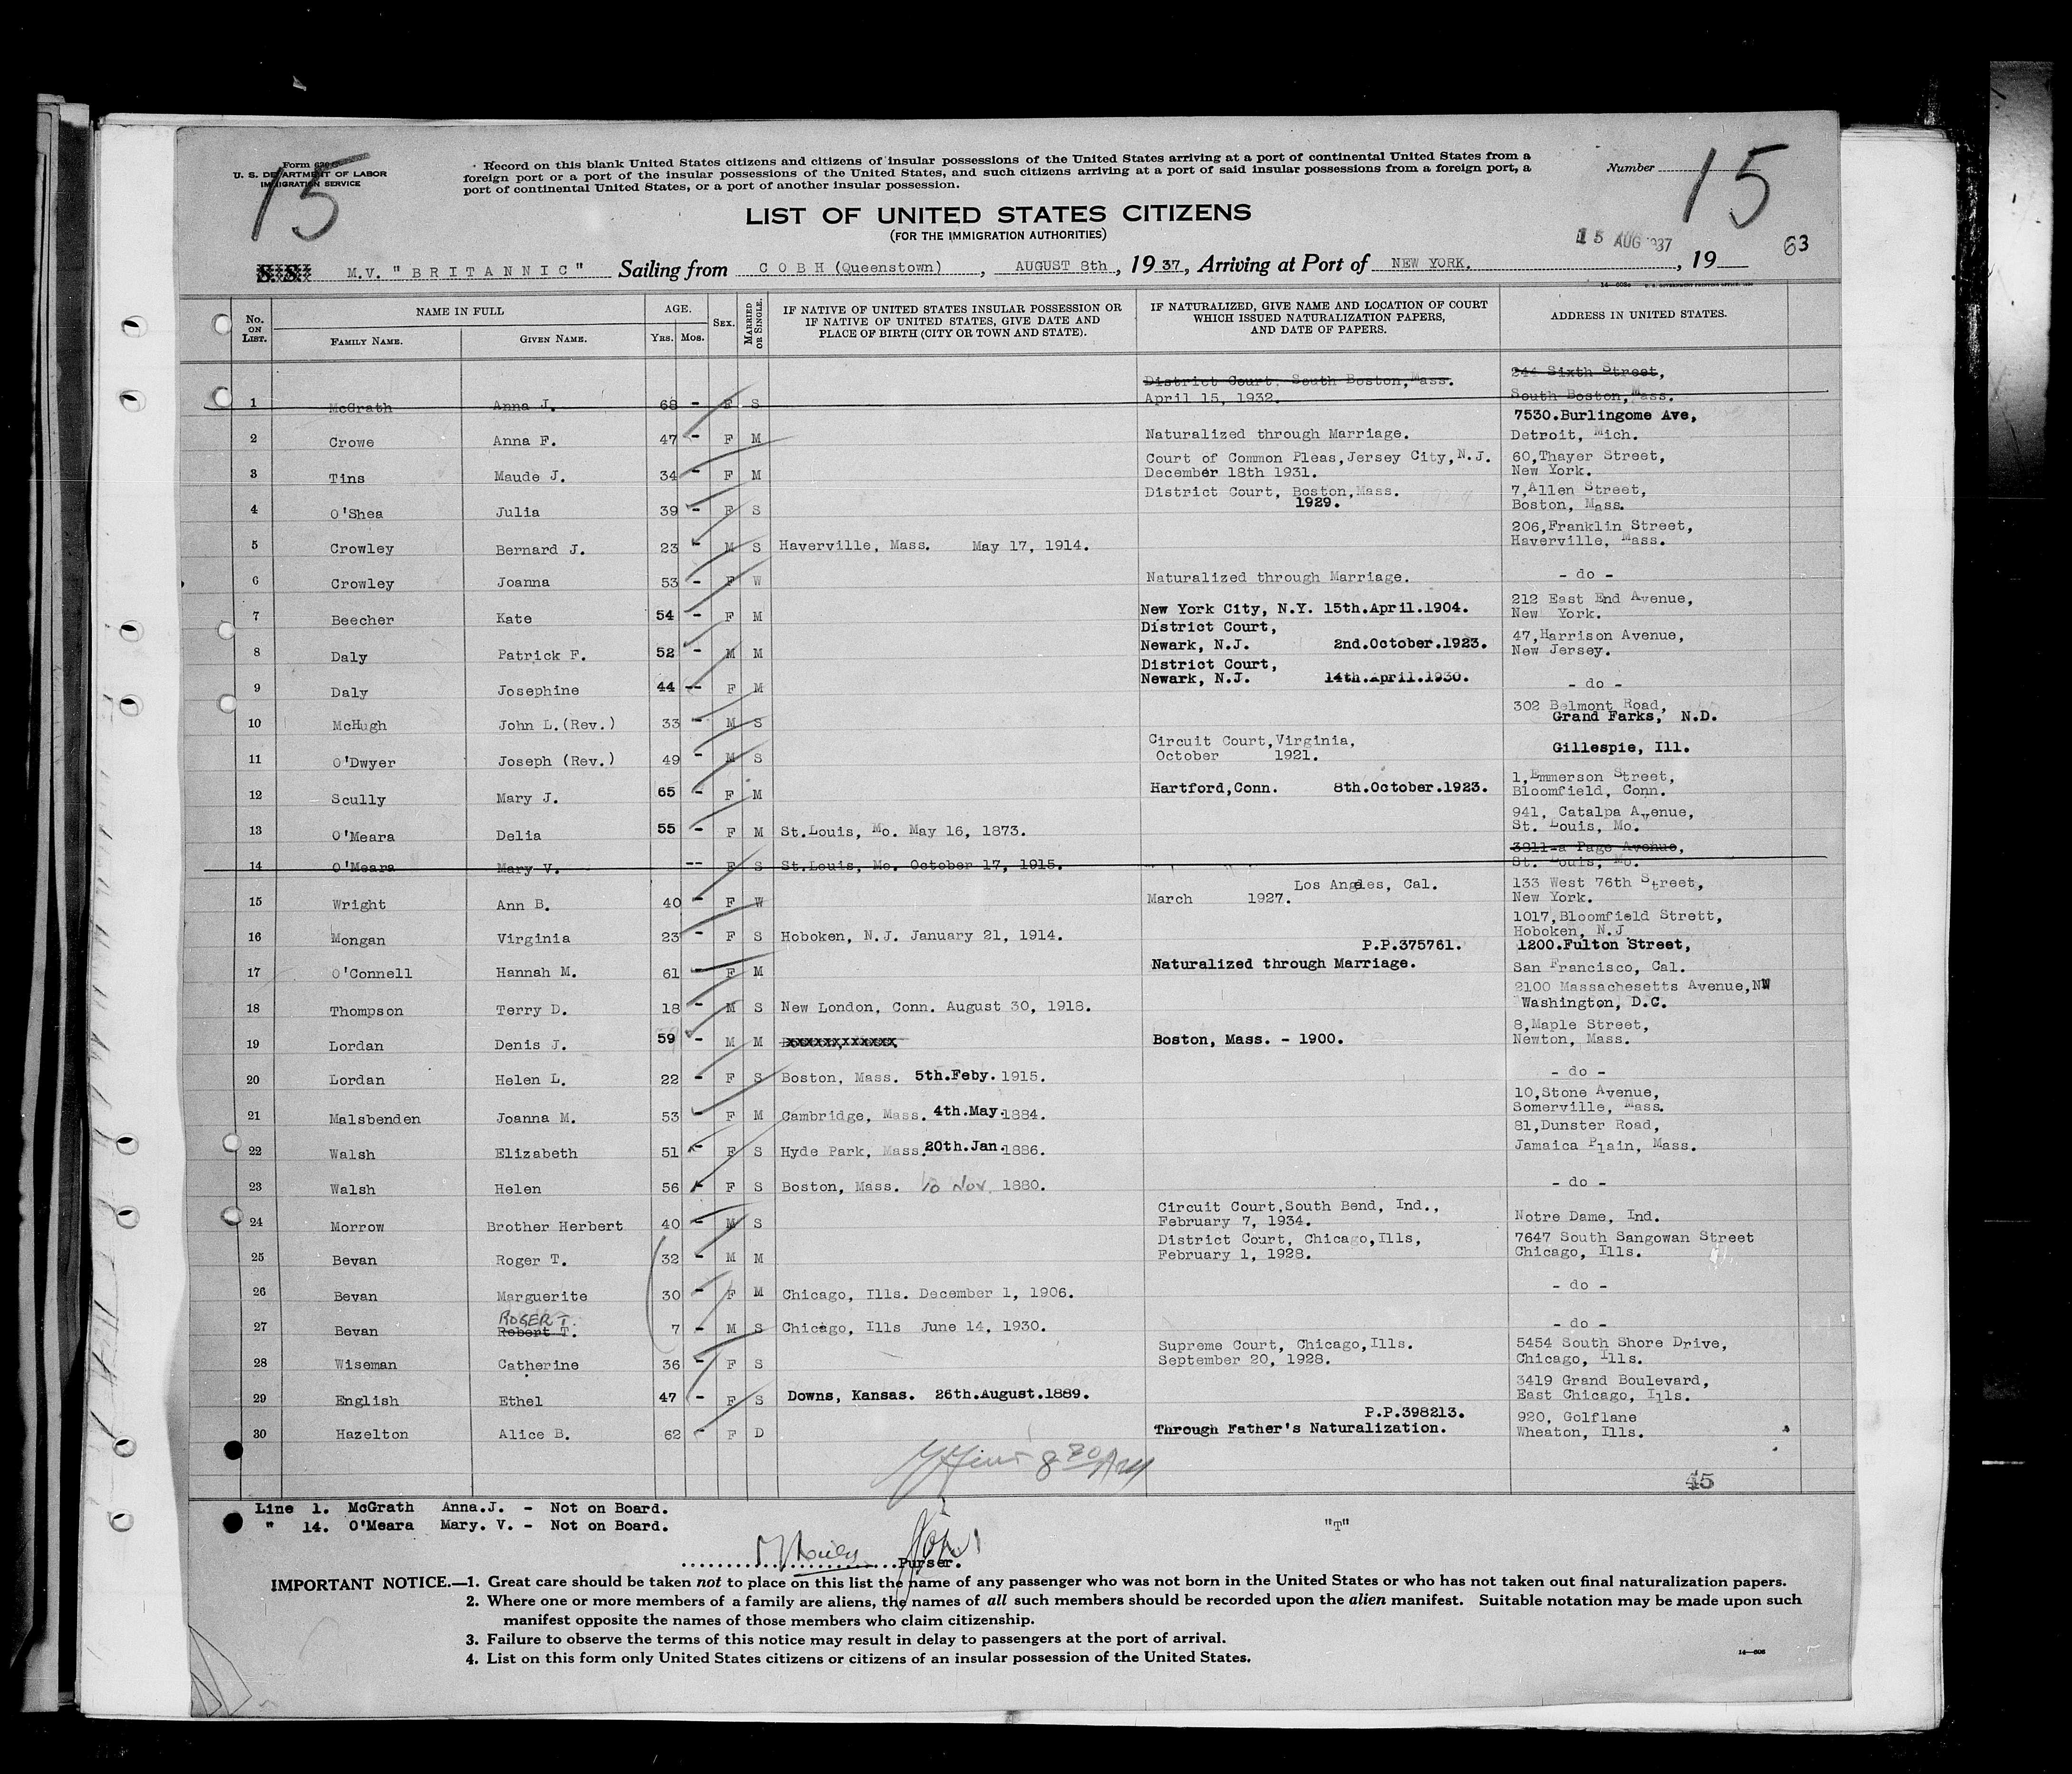 15
Form 630
U. S. DEPARTMENT OF LABOR
IMMIGRATION SERVICE
Record on this blank United States citizens and citizens of insular possessions of the United States arriving at a port of continental United States from a
foreign port or a port of the insular possessions of the United States, and such citizens arriving at a port of said insular possessions from a foreign port, a
port of continental United States, or a port of another insular possession.
Number 15
LIST OF UNITED STATES CITIZENS
(FOR THE IMMIGRATION AUTHORITIES)
15 AUG 1937
63
S. S. M.V. "BRITANNIC" Sailing from COBH (Queenstown), AUGUST 8th, 1937, Arriving at Port of NEW YORK. , 19
No. ON LIST. NAME IN FULL FAMILY NAME. GIVEN NAME. AGE. YRS. MOS. SEX. MARRIED OR SINGLE. IF NATIVE OF UNITED STATES INSULAR POSSESSION OR IF NATIVE OF UNITED STATES, GIVE DATE AND PLACE OF BIRTH (CITY OR TOWN AND STATE). IF NATURALIZED, GIVE NAME AND LOCATION OF COURT WHICH ISSUED NATURALIZATION PAPERS, AND DATE OF PAPERS. ADDRESS IN UNITED STATES.
District Court, South Boston, Mass. 244 Sixth Street,
1 McGrath Anna J. 68 - F S April 15, 1932. South Boston, Mass.
7530.Burlingome Ave,
2 Crowe Anna F. 47 - F M Naturalized through Marriage. Detroit, Mich.
Court of Common Pleas, Jersey City, N.J. 60,Thayer Street,
3 Tins Maude J. 34 - F M December 18th 1931. New York.
District Court, Boston, Mass. 7,Allen Street,
4 O'Shea Julia 39 - F S 1929. Boston, Mass.
206,Franklin Street,
5 Crowley Bernard J. 23 - M S Haverville, Mass. May 17, 1914. Haverville, Mass.
6 Crowley Joanna 53 - F W Naturalized through Marriage. - do -
212 East End Avenue,
7 Beecher Kate 54 - F M New York City, N.Y. 15th.April.1904. New York.
District Court, 47,Harrison Avenue,
8 Daly Patrick F. 52 - M M Newark, N.J. 2nd.October.1923. New Jersey.
District Court,
9 Daly Josephine 44 -- F M Newark, N.J. 14th.April.1930. - do -
302 Belmont Road,
10 McHugh John L.(Rev.) 33 - M S Grand Farks, N.D.
Circuit Court,Virginia,
11 O'Dwyer Joseph (Rev.) 49 - M S October 1921. Gillespie, Ill.
1,Emmerson Street,
12 Scully Mary J. 65 - F M Hartford,Conn. 8th.October.1923. Bloomfield, Conn.
941, Catalpa Avenue,
13 O'Meara Delia 55 - F M St.Louis, Mo. May 16, 1873. St. Louis, Mo.
3811-a Page Avenue,
14 O'Meara Mary V. -- F S St.Louis, Mo. October 17, 1915. St. Louis, Mo.
Los Angeles, Cal. 133 West 76th Street,
15 Wright Ann B. 40 - F W March 1927. New York.
1017,Bloomfield Strett,
16 Mongan Virginia 23 - F S Hoboken, N.J. January 21, 1914. Hoboken, N.J
P.P.375761. 1200.Fulton Street,
17 O'Connell Hannah M. 61 - F M Naturalized through Marriage. San Francisco, Cal.
2100 Massachesetts Avenue,NW
18 Thompson Terry D. 18 - M S New London, Conn. August 30, 1918. Washington, D.C.
8,Maple Street,
19 Lordan Denis J. 59 - M M xxxxxxxxxxxxx Boston, Mass. - 1900. Newton, Mass.
20 Lordan Helen L. 22 - F S Boston, Mass. 5th.Feby. 1915. - do -
10,Stone Avenue,
21 Malsbenden Joanna M. 53 - F M Cambridge, Mass. 4th.May.1884. Somerville, Mass.
81,Dunster Road,
22 Walsh Elizabeth 51 - F S Hyde Park, Mass. 20th.Jan.1886. Jamaica Plain, Mass.
23 Walsh Helen 56 - F S Boston, Mass. 10 Nov. 1880. - do -
Circuit Court,South Bend, Ind.,
24 Morrow Brother Herbert 40 - M S February 7, 1934. Notre Dame, Ind.
District Court, Chicago,Ills, 7647 South Sangowan Street
25 Bevan Roger T. 32 - M M February 1, 1928. Chicago, Ills.
26 Bevan Marguerite 30 - F M Chicago, Ills. December 1, 1906. - do -
ROGER T.
27 Bevan Robert T. 7 - M S Chicago, Ills June 14, 1930. - do -
Supreme Court, Chicago,Ills. 5454 South Shore Drive,
28 Wiseman Catherine 36 - F S September 20, 1928. Chicago, Ills.
3419 Grand Boulevard,
29 English Ethel 47 - F S Downs, Kansas. 26th.August.1889. East Chicago, Ills.
P.P.398213. 920, Golflane
30 Hazelton Alice B. 62 - F D Through Father's Naturalization. Wheaton, Ills.
45
Line 1. McGrath Anna.J. - Not on Board.
" 14. O'Meara Mary. V. - Not on Board.
"T"
Purser.
IMPORTANT NOTICE.—1. Great care should be taken not to place on this list the name of any passenger who was not born in the United States or who has not taken out final naturalization papers.
2. Where one or more members of a family are aliens, the names of all such members should be recorded upon the alien manifest. Suitable notation may be made upon such
manifest opposite the names of those members who claim citizenship.
3. Failure to observe the terms of this notice may result in delay to passengers at the port of arrival.
4. List on this form only United States citizens or citizens of an insular possession of the United States.
14—606